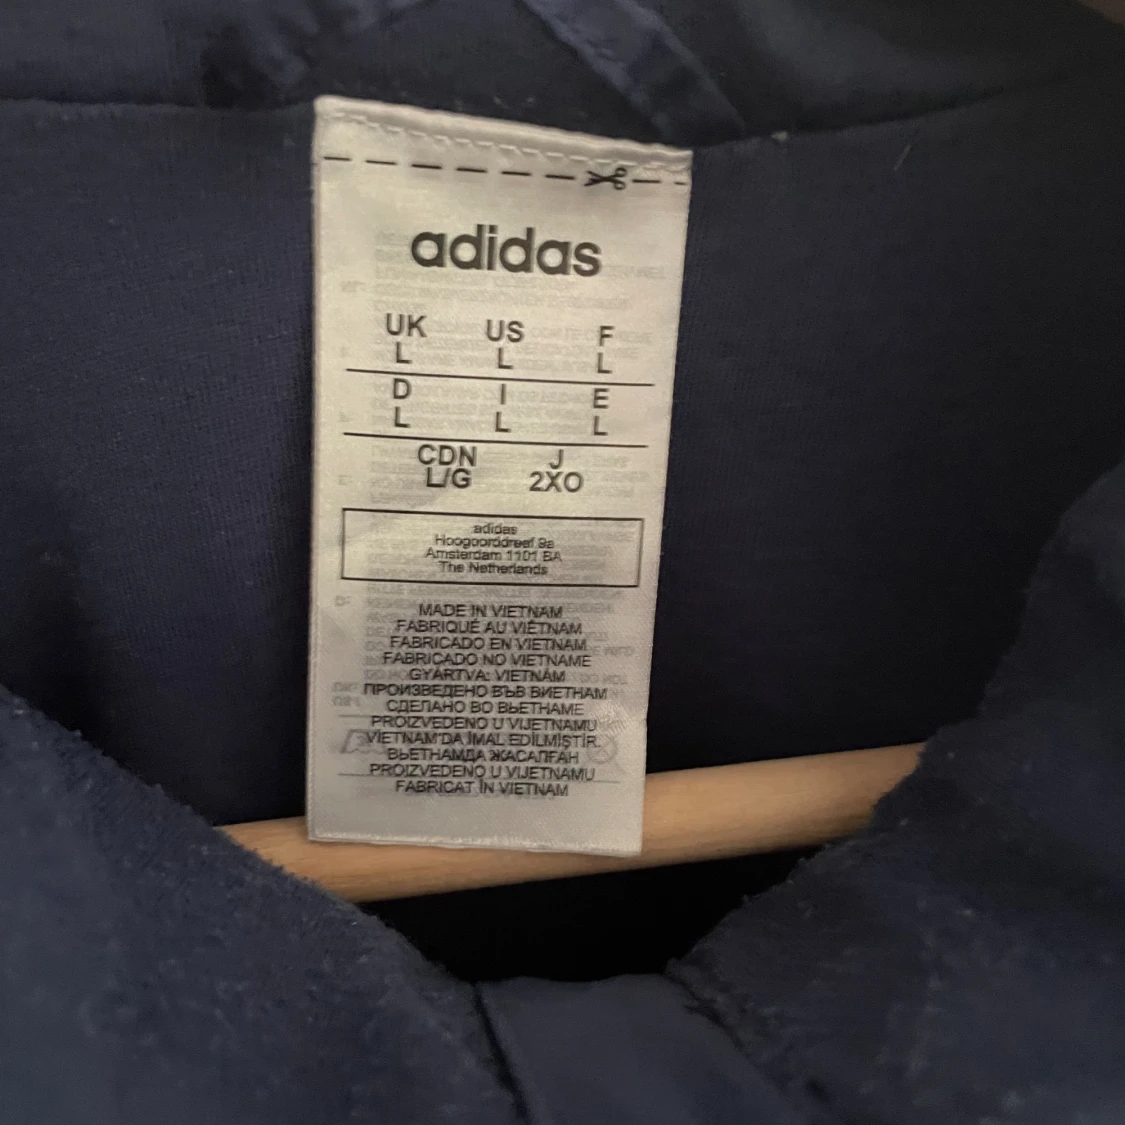 adidas
UK US F
L L L
D I E
L L L
CDN J
L/G 2XO
adidas
Hoogoorddreef 9a
Amsterdam 1101 BA
The Netherlands
MADE IN VIETNAM
FABRIQUÉ AU VIÊTNAM
FABRICADO EN VIETNAM
FABRICADO NO VIETNAME
GYÁRTVA: VIETNÁM
ПРОИЗВЕДЕНО ВЪВ ВИЕТНАМ
СДЕЛАНО ВО ВЬЕТНАМЕ
PROIZVEDENO U VIJETNAMU
VIETNAM'DA İMAL EDİLMİŞTİR.
ВЬЕТНАМДА ЖАСАЛҒАН
PROIZVEDENO U VIJETNAMU
FABRICAT ÎN VIETNAM